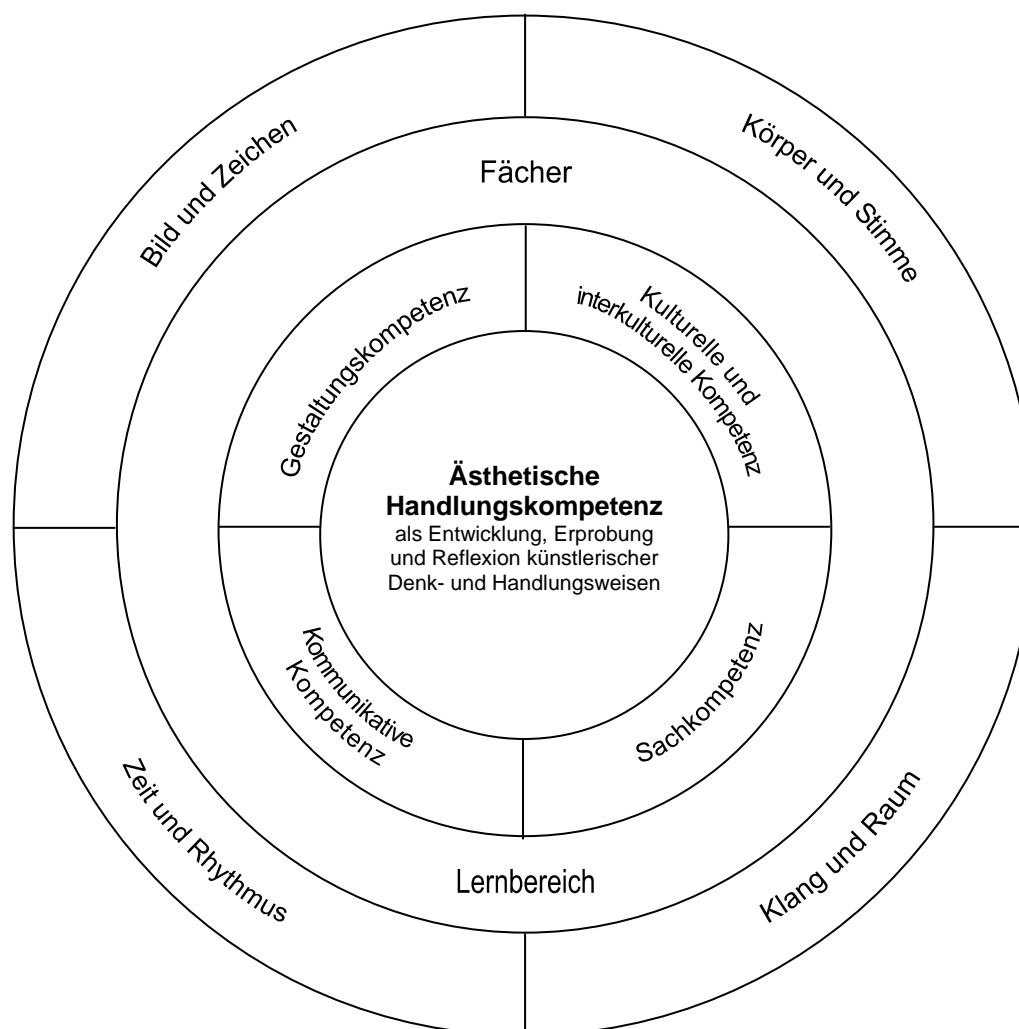 Bild und Zeichen
Körper und Stimme
Fächer
Gestaltungskompetenz
Kulturelle und
interkulturelle Kompetenz
Ästhetische
Handlungskompetenz
als Entwicklung, Erprobung
und Reflexion künstlerischer
Denk- und Handlungsweisen
Kommunikative
Kompetenz
Sachkompetenz
Zeit und Rhythmus
Lernbereich
Klang und Raum